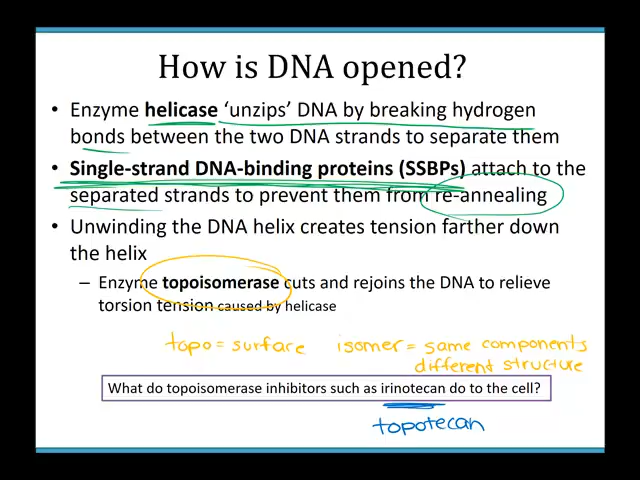 How is DNA opened?
• Enzyme helicase ‘unzips’ DNA by breaking hydrogen
bonds between the two DNA strands to separate them
• Single-strand DNA-binding proteins (SSBPs) attach to the
separated strands to prevent them from re-annealing
• Unwinding the DNA helix creates tension farther down
the helix
– Enzyme topoisomerase cuts and rejoins the DNA to relieve
torsion tension caused by helicase
topo = surface isomer = same components
different structure
What do topoisomerase inhibitors such as irinotecan do to the cell?
topotecan